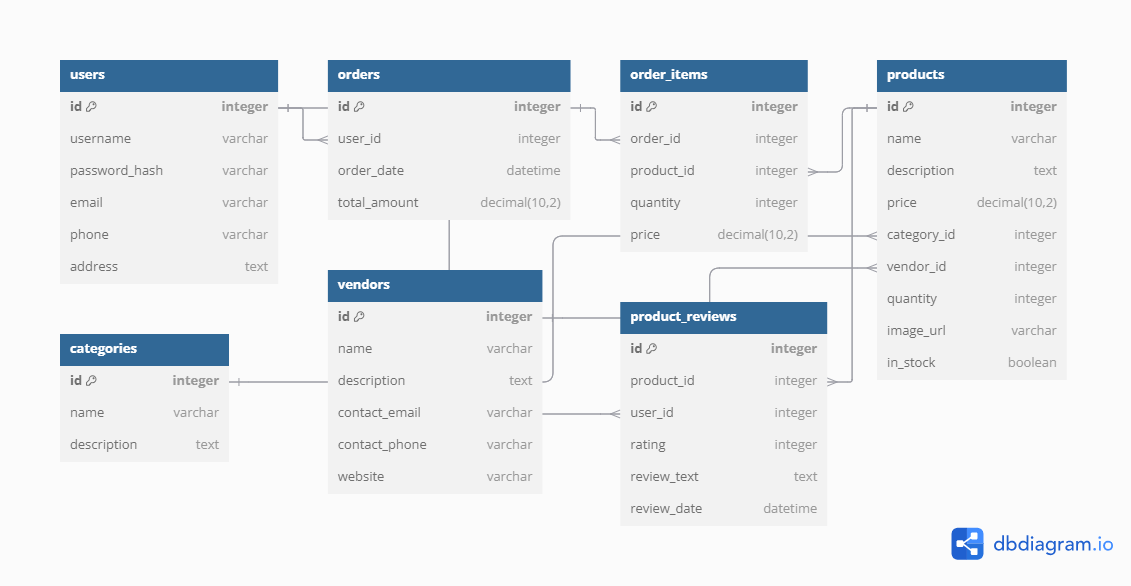 users
id integer
username varchar
password_hash varchar
email varchar
phone varchar
address text
orders
id integer
user_id integer
order_date datetime
total_amount decimal(10,2)
order_items
id integer
order_id integer
product_id integer
quantity integer
price decimal(10,2)
products
id integer
name varchar
description text
price decimal(10,2)
category_id integer
vendor_id integer
quantity integer
image_url varchar
in_stock boolean
categories
id integer
name varchar
description text
vendors
id integer
name varchar
description text
contact_email varchar
contact_phone varchar
website varchar
product_reviews
id integer
product_id integer
user_id integer
rating integer
review_text text
review_date datetime
dbdiagram.io